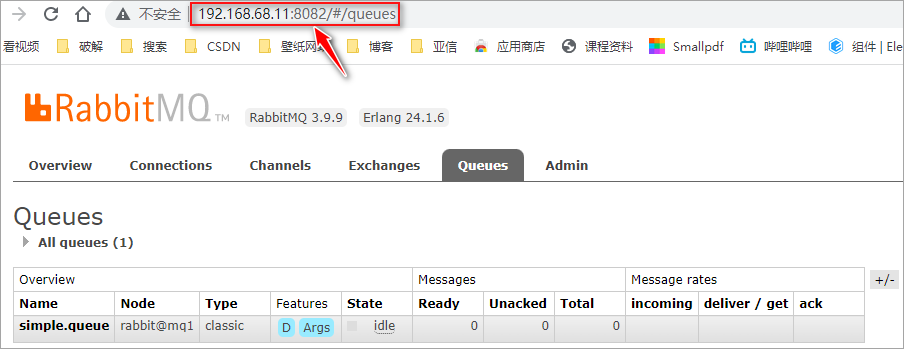 不安全 192.168.68.11:8082/#/queues
看视频 破解 搜索 CSDN 壁纸网 博客 亚信 应用商店 课程资料 Smallpdf 哔哩哔哩 组件 | Ele
RabbitMQ TM RabbitMQ 3.9.9 Erlang 24.1.6
Overview Connections Channels Exchanges Queues Admin
Queues
All queues (1)
Overview Messages Message rates +/-
Name Node Type Features State Ready Unacked Total incoming deliver / get ack
simple.queue rabbit@mq1 classic D Args idle 0 0 0